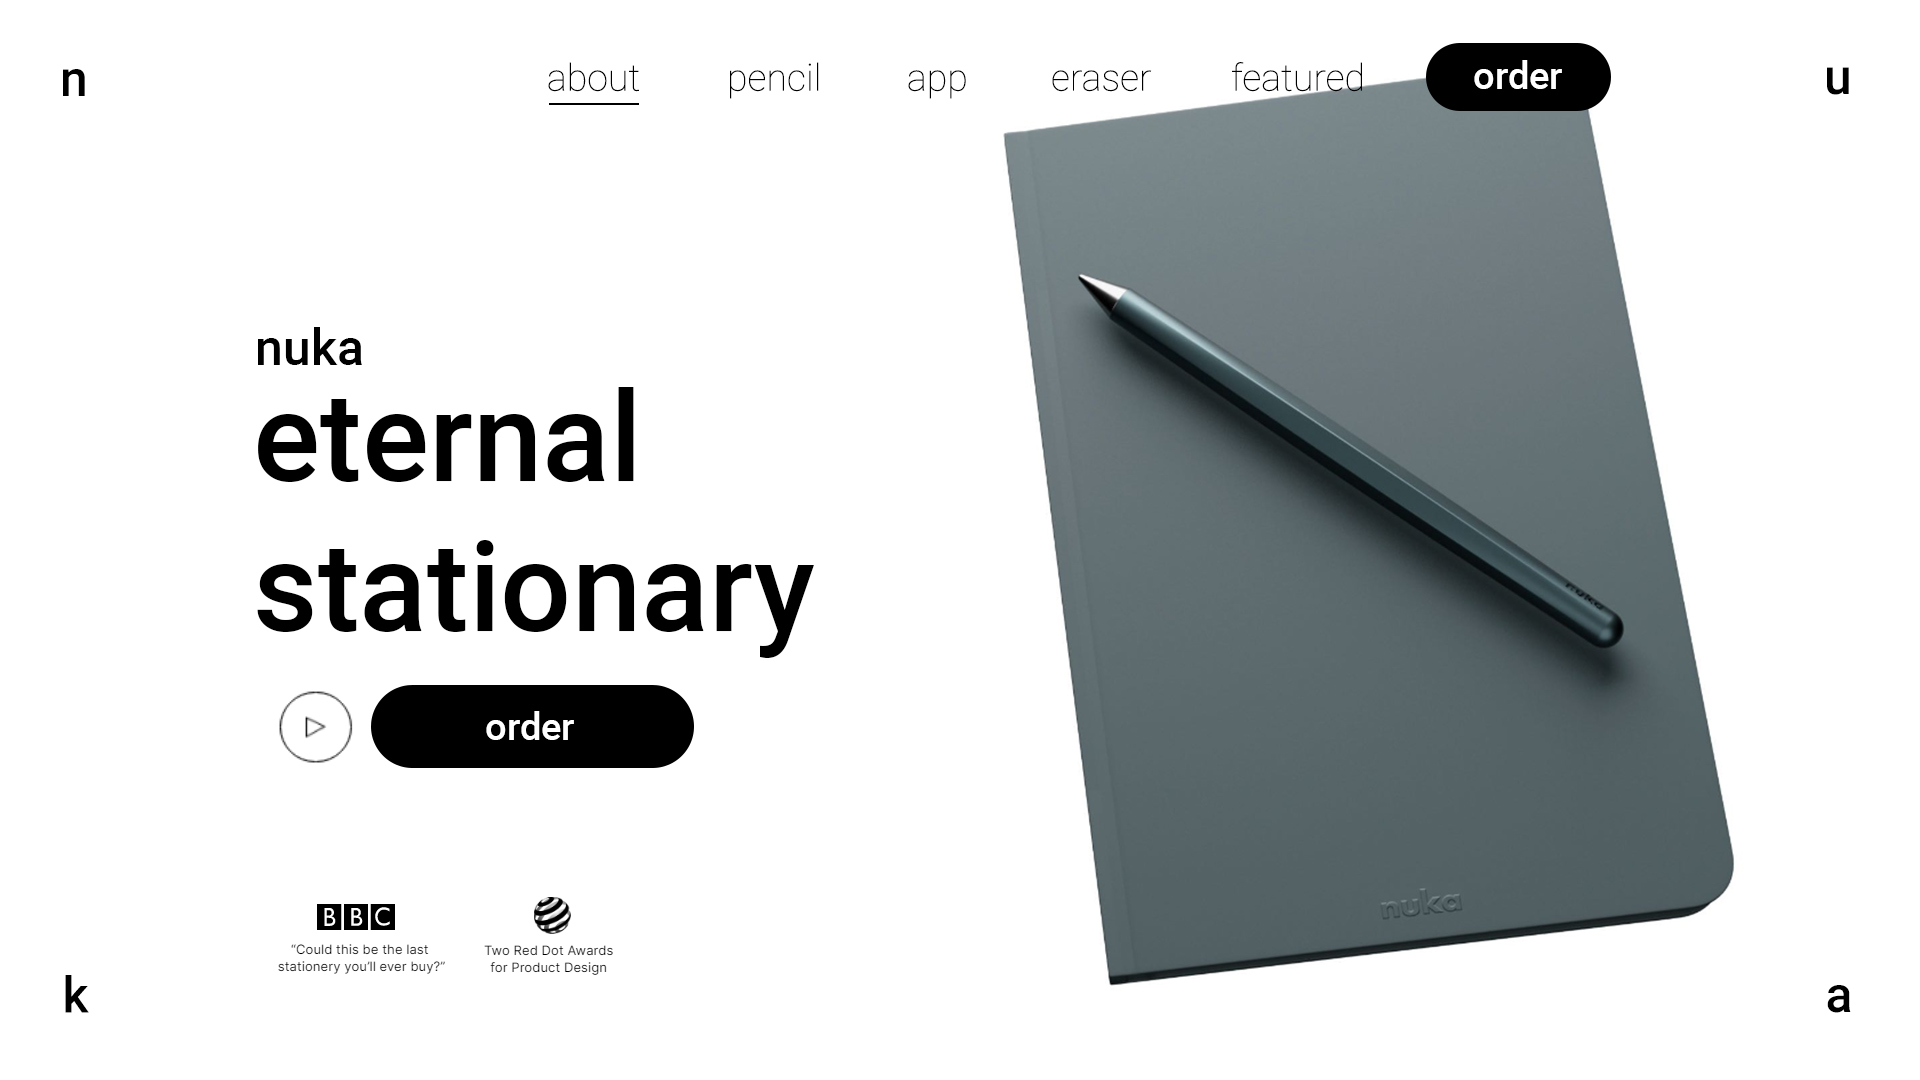 n
about pencil app eraser featured order
u
nuka
eternal
stationary
order
nuka
nuka
BBC
“Could this be the last
stationery you’ll ever buy?”
Two Red Dot Awards
for Product Design
k
a